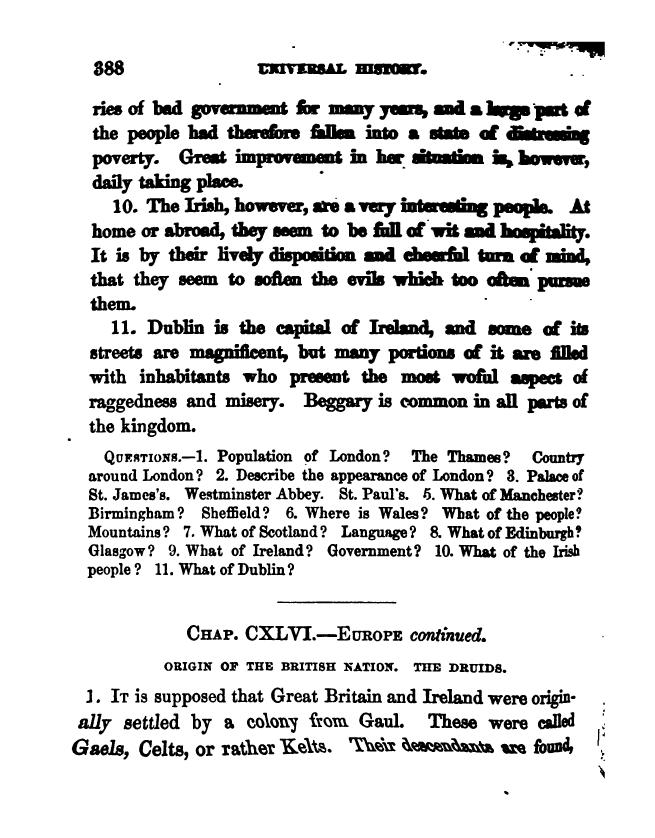 388 UNIVERSAL HISTORY.
ries of bad government for many years, and a large part of
the people had therefore fallen into a state of distressing
poverty. Great improvement in her situation is, however,
daily taking place.
10. The Irish, however, are a very interesting people. At
home or abroad, they seem to be full of wit and hospitality.
It is by their lively disposition and cheerful turn of mind,
that they seem to soften the evils which too often pursue
them.
11. Dublin is the capital of Ireland, and some of its
streets are magnificent, but many portions of it are filled
with inhabitants who present the most woful aspect of
raggedness and misery. Beggary is common in all parts of
the kingdom.
QUESTIONS.—1. Population of London? The Thames? Country
around London? 2. Describe the appearance of London? 3. Palace of
St. James's. Westminster Abbey. St. Paul's. 5. What of Manchester?
Birmingham? Sheffield? 6. Where is Wales? What of the people?
Mountains? 7. What of Scotland? Language? 8. What of Edinburgh?
Glasgow? 9. What of Ireland? Government? 10. What of the Irish
people? 11. What of Dublin?
CHAP. CXLVI.—EUROPE continued.
ORIGIN OF THE BRITISH NATION. THE DRUIDS.
1. IT is supposed that Great Britain and Ireland were origin-
ally settled by a colony from Gaul. These were called
Gaels, Celts, or rather Kelts. Their descendants are found,